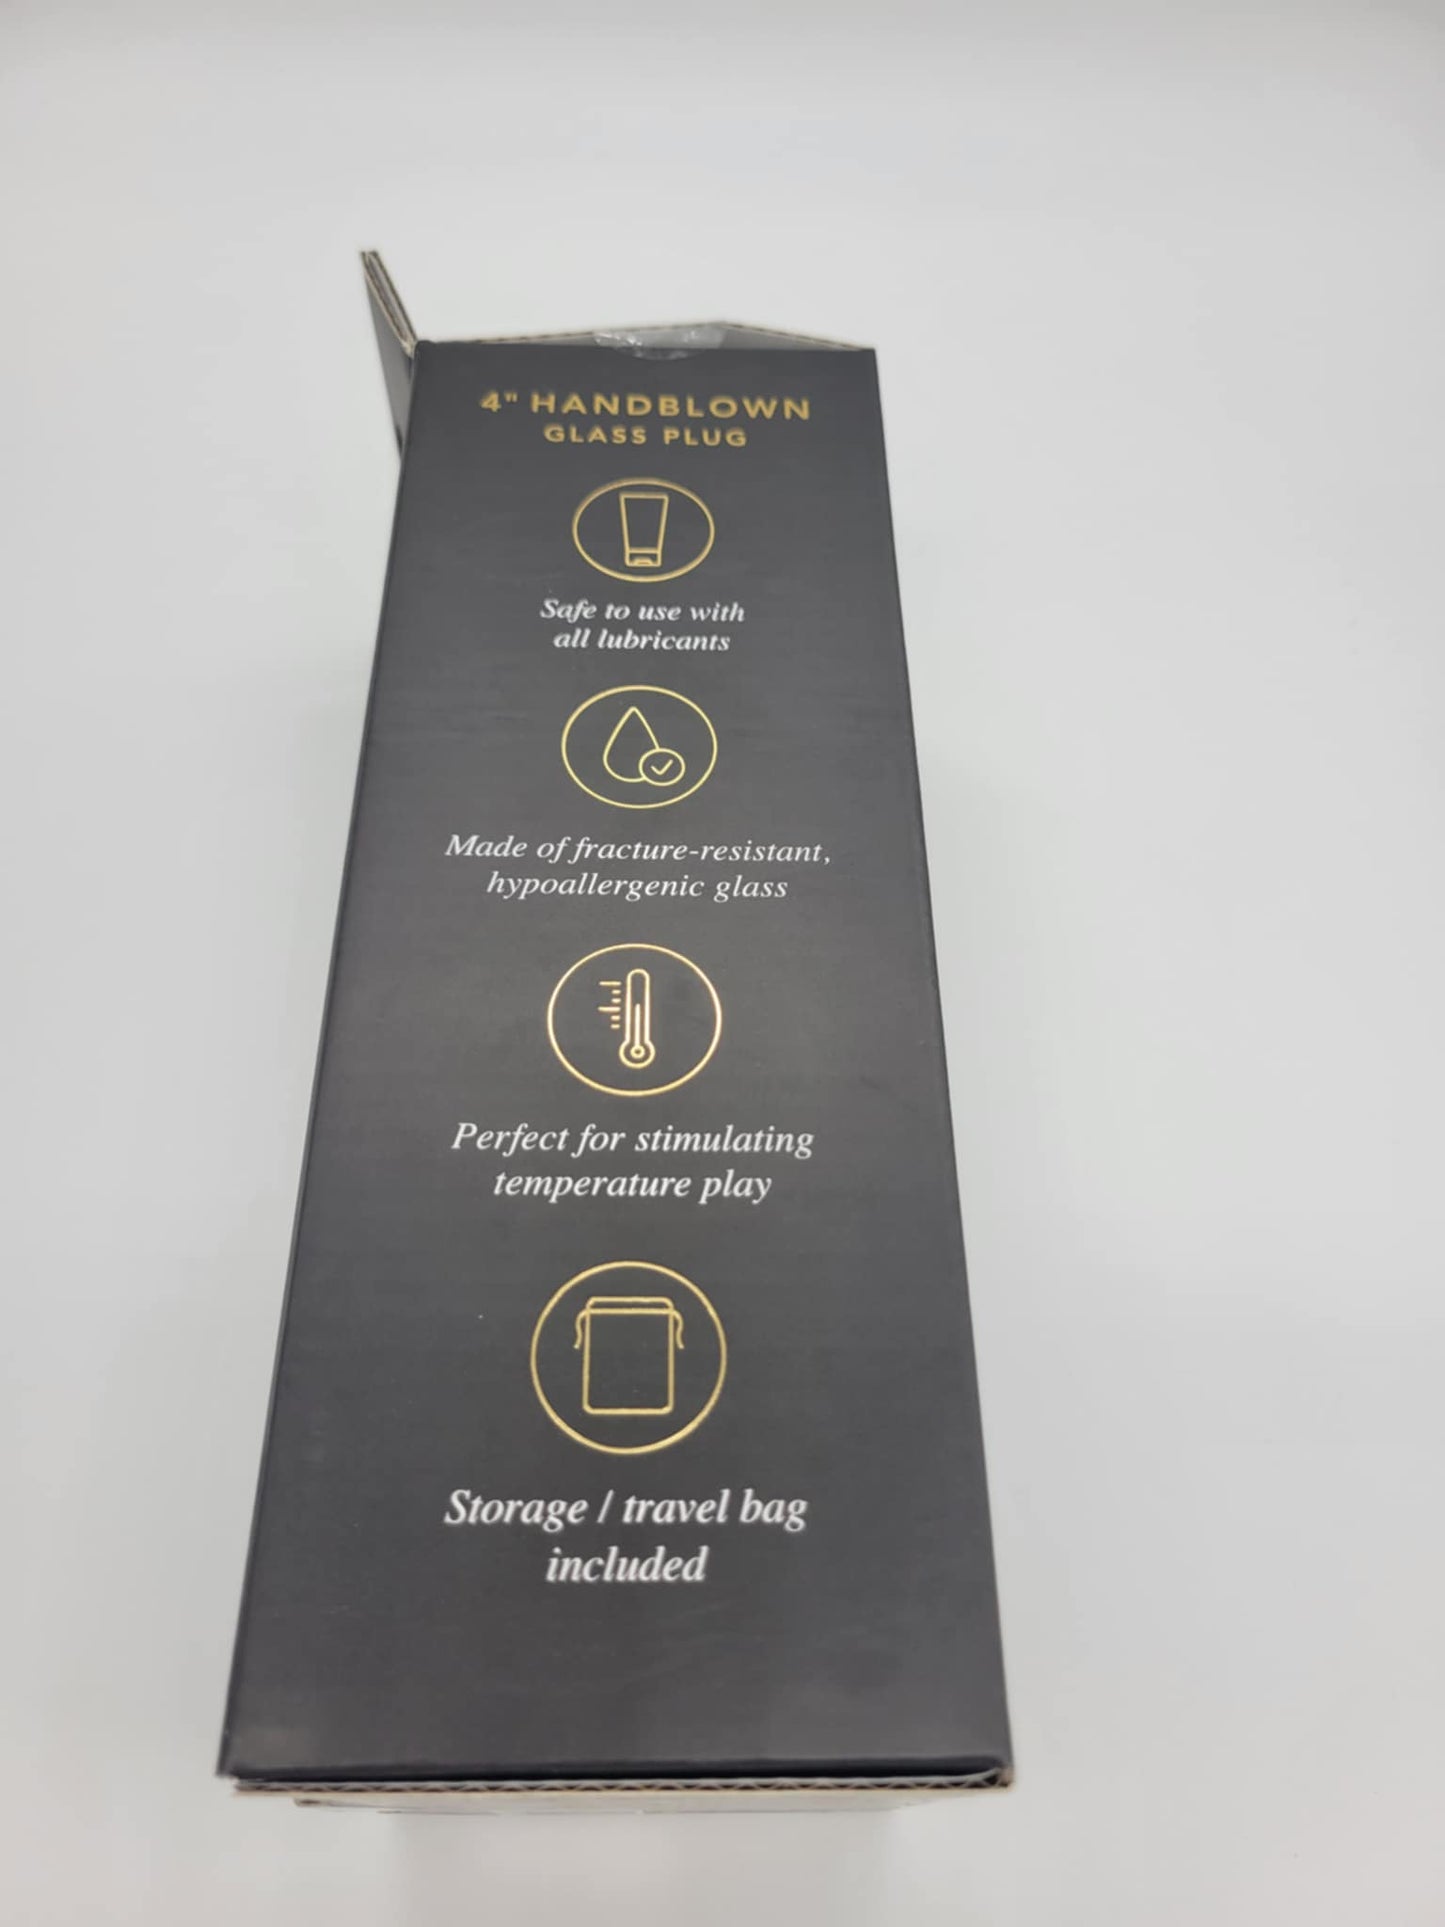 4" HANDBLOWN
GLASS PLUG
Safe to use with
all lubricants
Made of fracture-resistant,
hypoallergenic glass
Perfect for stimulating
temperature play
Storage / travel bag
included